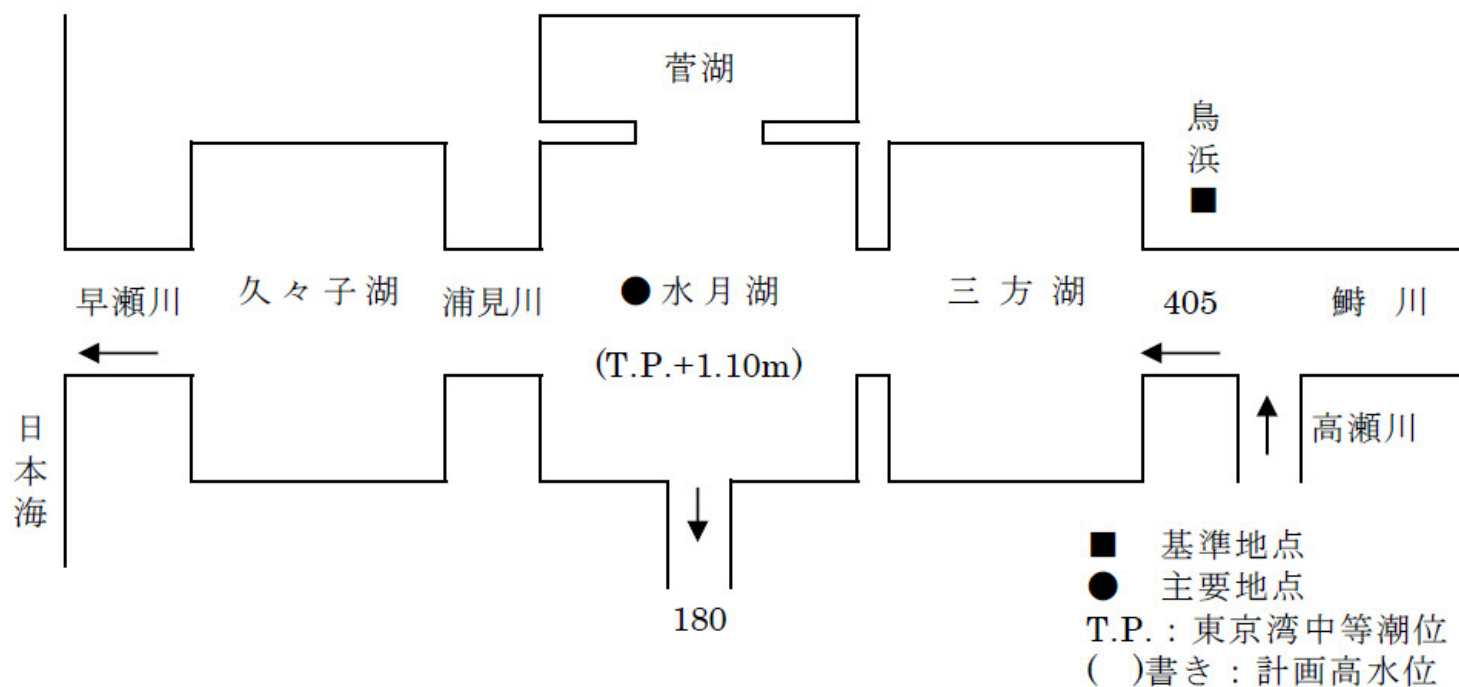 菅湖
鳥浜
■
早瀬川
久々子湖
浦見川
●水月湖
三方湖
405
鰣川
(T.P.+1.10m)
高瀬川
日本海
180
■ 基準地点
● 主要地点
T.P.：東京湾中等潮位
( )書き：計画高水位